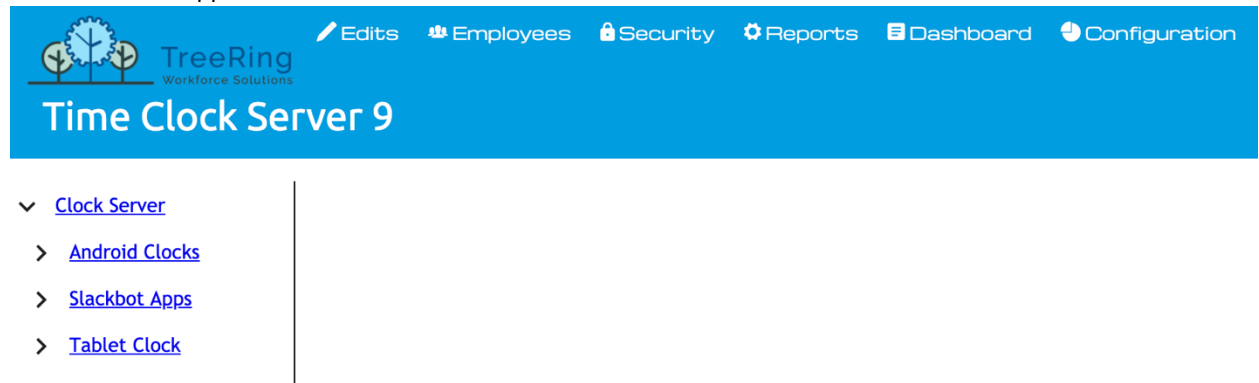 Edits Employees Security Reports Dashboard Configuration
TreeRing
Workforce Solutions
Time Clock Server 9
Clock Server
Android Clocks
Slackbot Apps
Tablet Clock